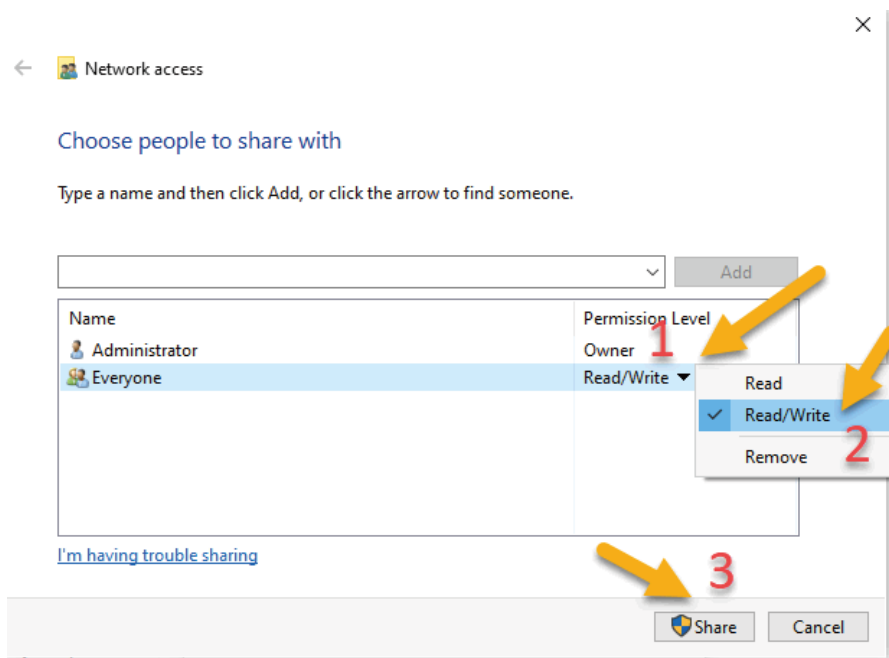 Network access
Choose people to share with
Type a name and then click Add, or click the arrow to find someone.
Add
Name Permission Level
Administrator Owner
1
Everyone Read/Write
Read
Read/Write
2
Remove
I'm having trouble sharing
3
Share Cancel